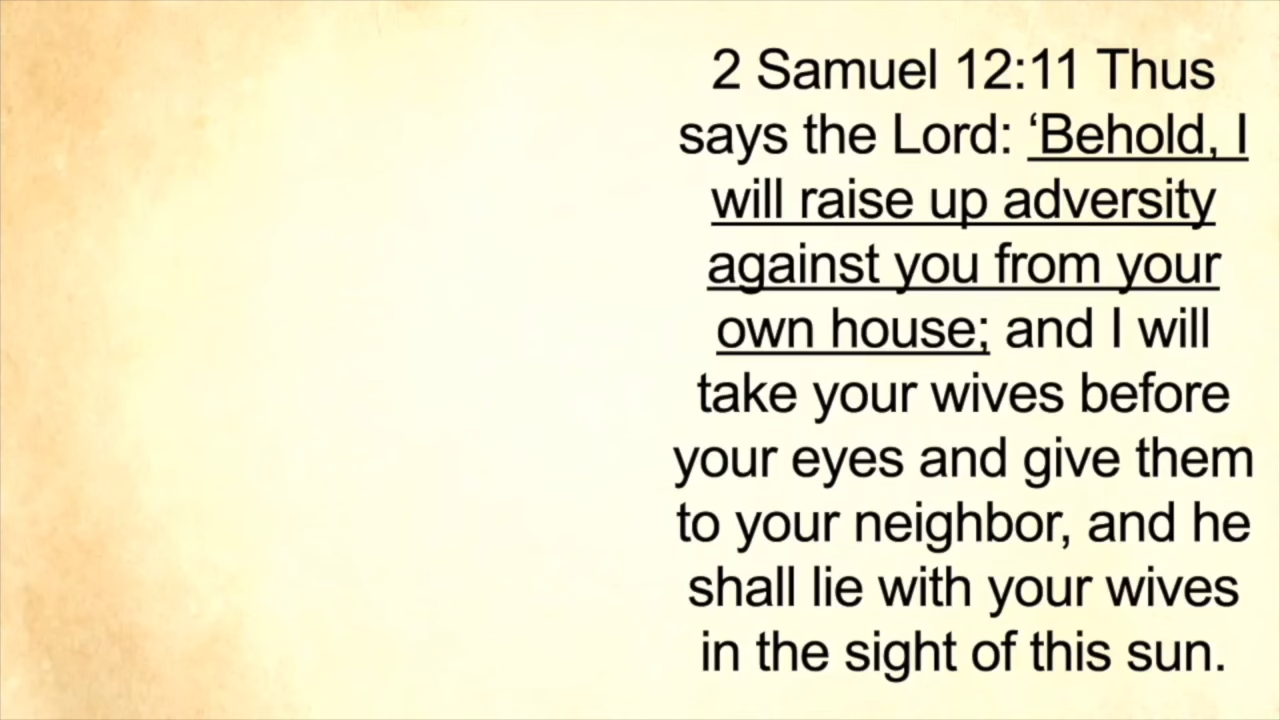 2 Samuel 12:11 Thus
says the Lord: ‘Behold, I
will raise up adversity
against you from your
own house; and I will
take your wives before
your eyes and give them
to your neighbor, and he
shall lie with your wives
in the sight of this sun.